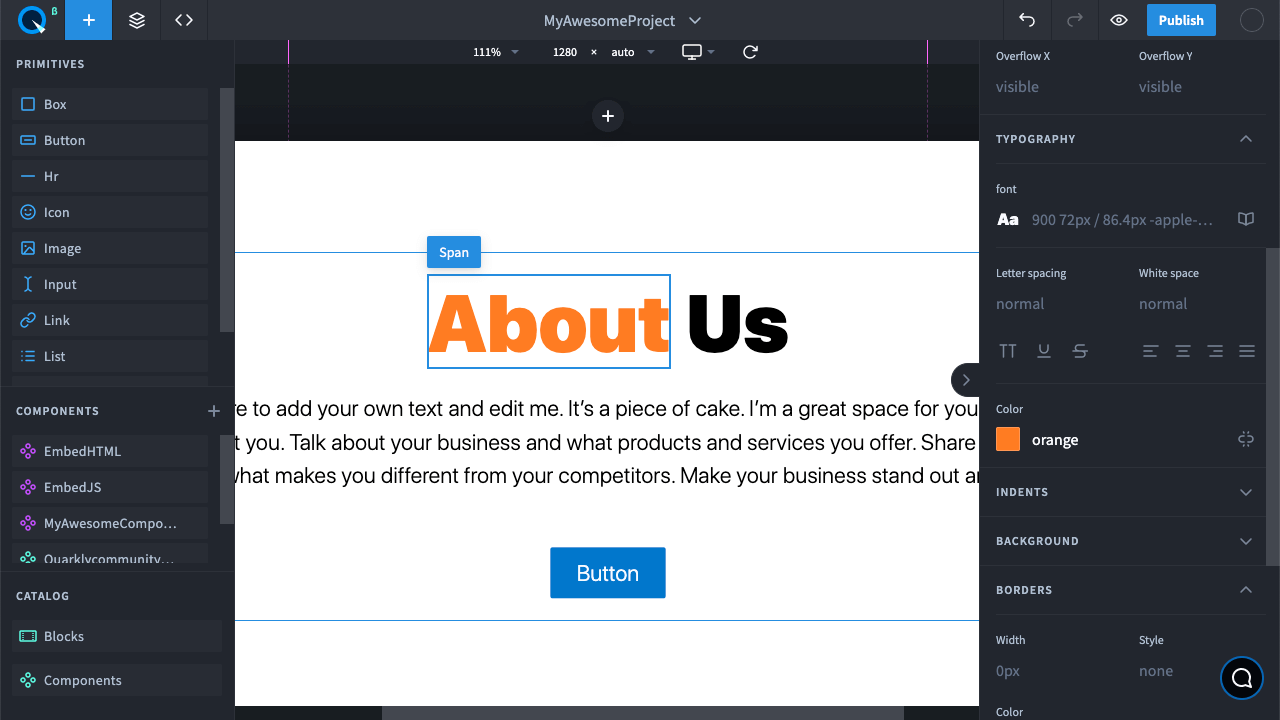 β
MyAwesomeProject
Publish
PRIMITIVES
Box
Button
Hr
Icon
Image
Input
Link
List
COMPONENTS
EmbedHTML
EmbedJS
MyAwesomeCompo...
Quarklycommunity...
CATALOG
Blocks
Components
111%
1280 × auto
Span
About Us
re to add your own text and edit me. It's a piece of cake. I'm a great space for you
t you. Talk about your business and what products and services you offer. Share
what makes you different from your competitors. Make your business stand out an
Button
Overflow X
Overflow Y
visible
visible
TYPOGRAPHY
font
Aa 900 72px / 86.4px -apple-...
Letter spacing
White space
normal
normal
Color
orange
INDENTS
BACKGROUND
BORDERS
Width
Style
0px
none
Color